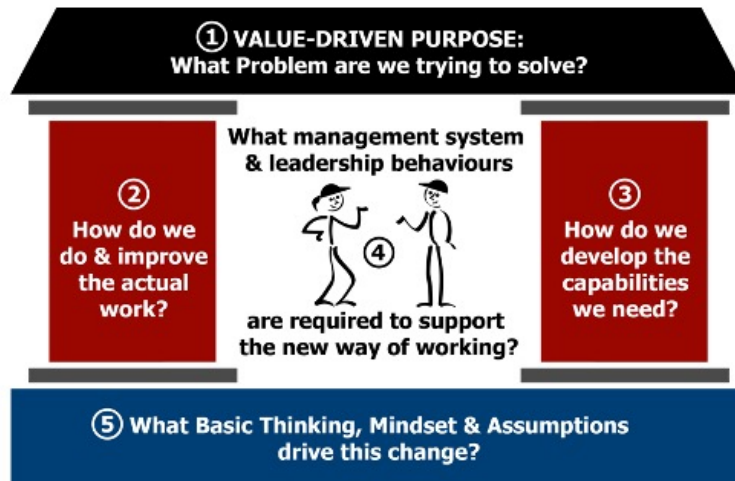 ① VALUE-DRIVEN PURPOSE:
What Problem are we trying to solve?
②
How do we
do & improve
the actual
work?
What management system
& leadership behaviours
④
are required to support
the new way of working?
③
How do we
develop the
capabilities
we need?
⑤ What Basic Thinking, Mindset & Assumptions
drive this change?